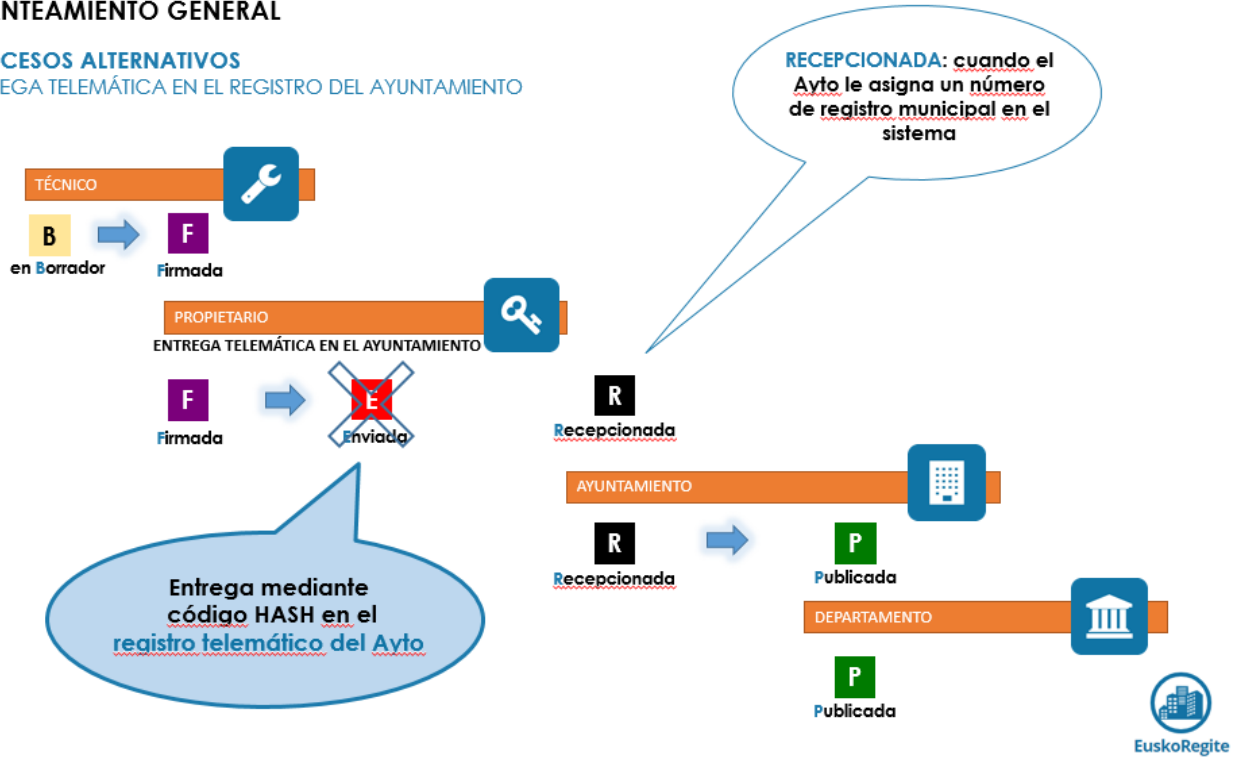 NTEAMIENTO GENERAL
CESOS ALTERNATIVOS
EGA TELEMÁTICA EN EL REGISTRO DEL AYUNTAMIENTO
RECEPCIONADA: cuando el
Ayto le asigna un número
de registro municipal en el
sistema
TÉCNICO
B
F
en Borrador
Firmada
PROPIETARIO
ENTREGA TELEMÁTICA EN EL AYUNTAMIENTO
F
E
Firmada
Enviada
R
Recepcionada
AYUNTAMIENTO
R
P
Recepcionada
Publicada
Entrega mediante
código HASH en el
registro telemático del Ayto
DEPARTAMENTO
P
Publicada
EuskoRegite